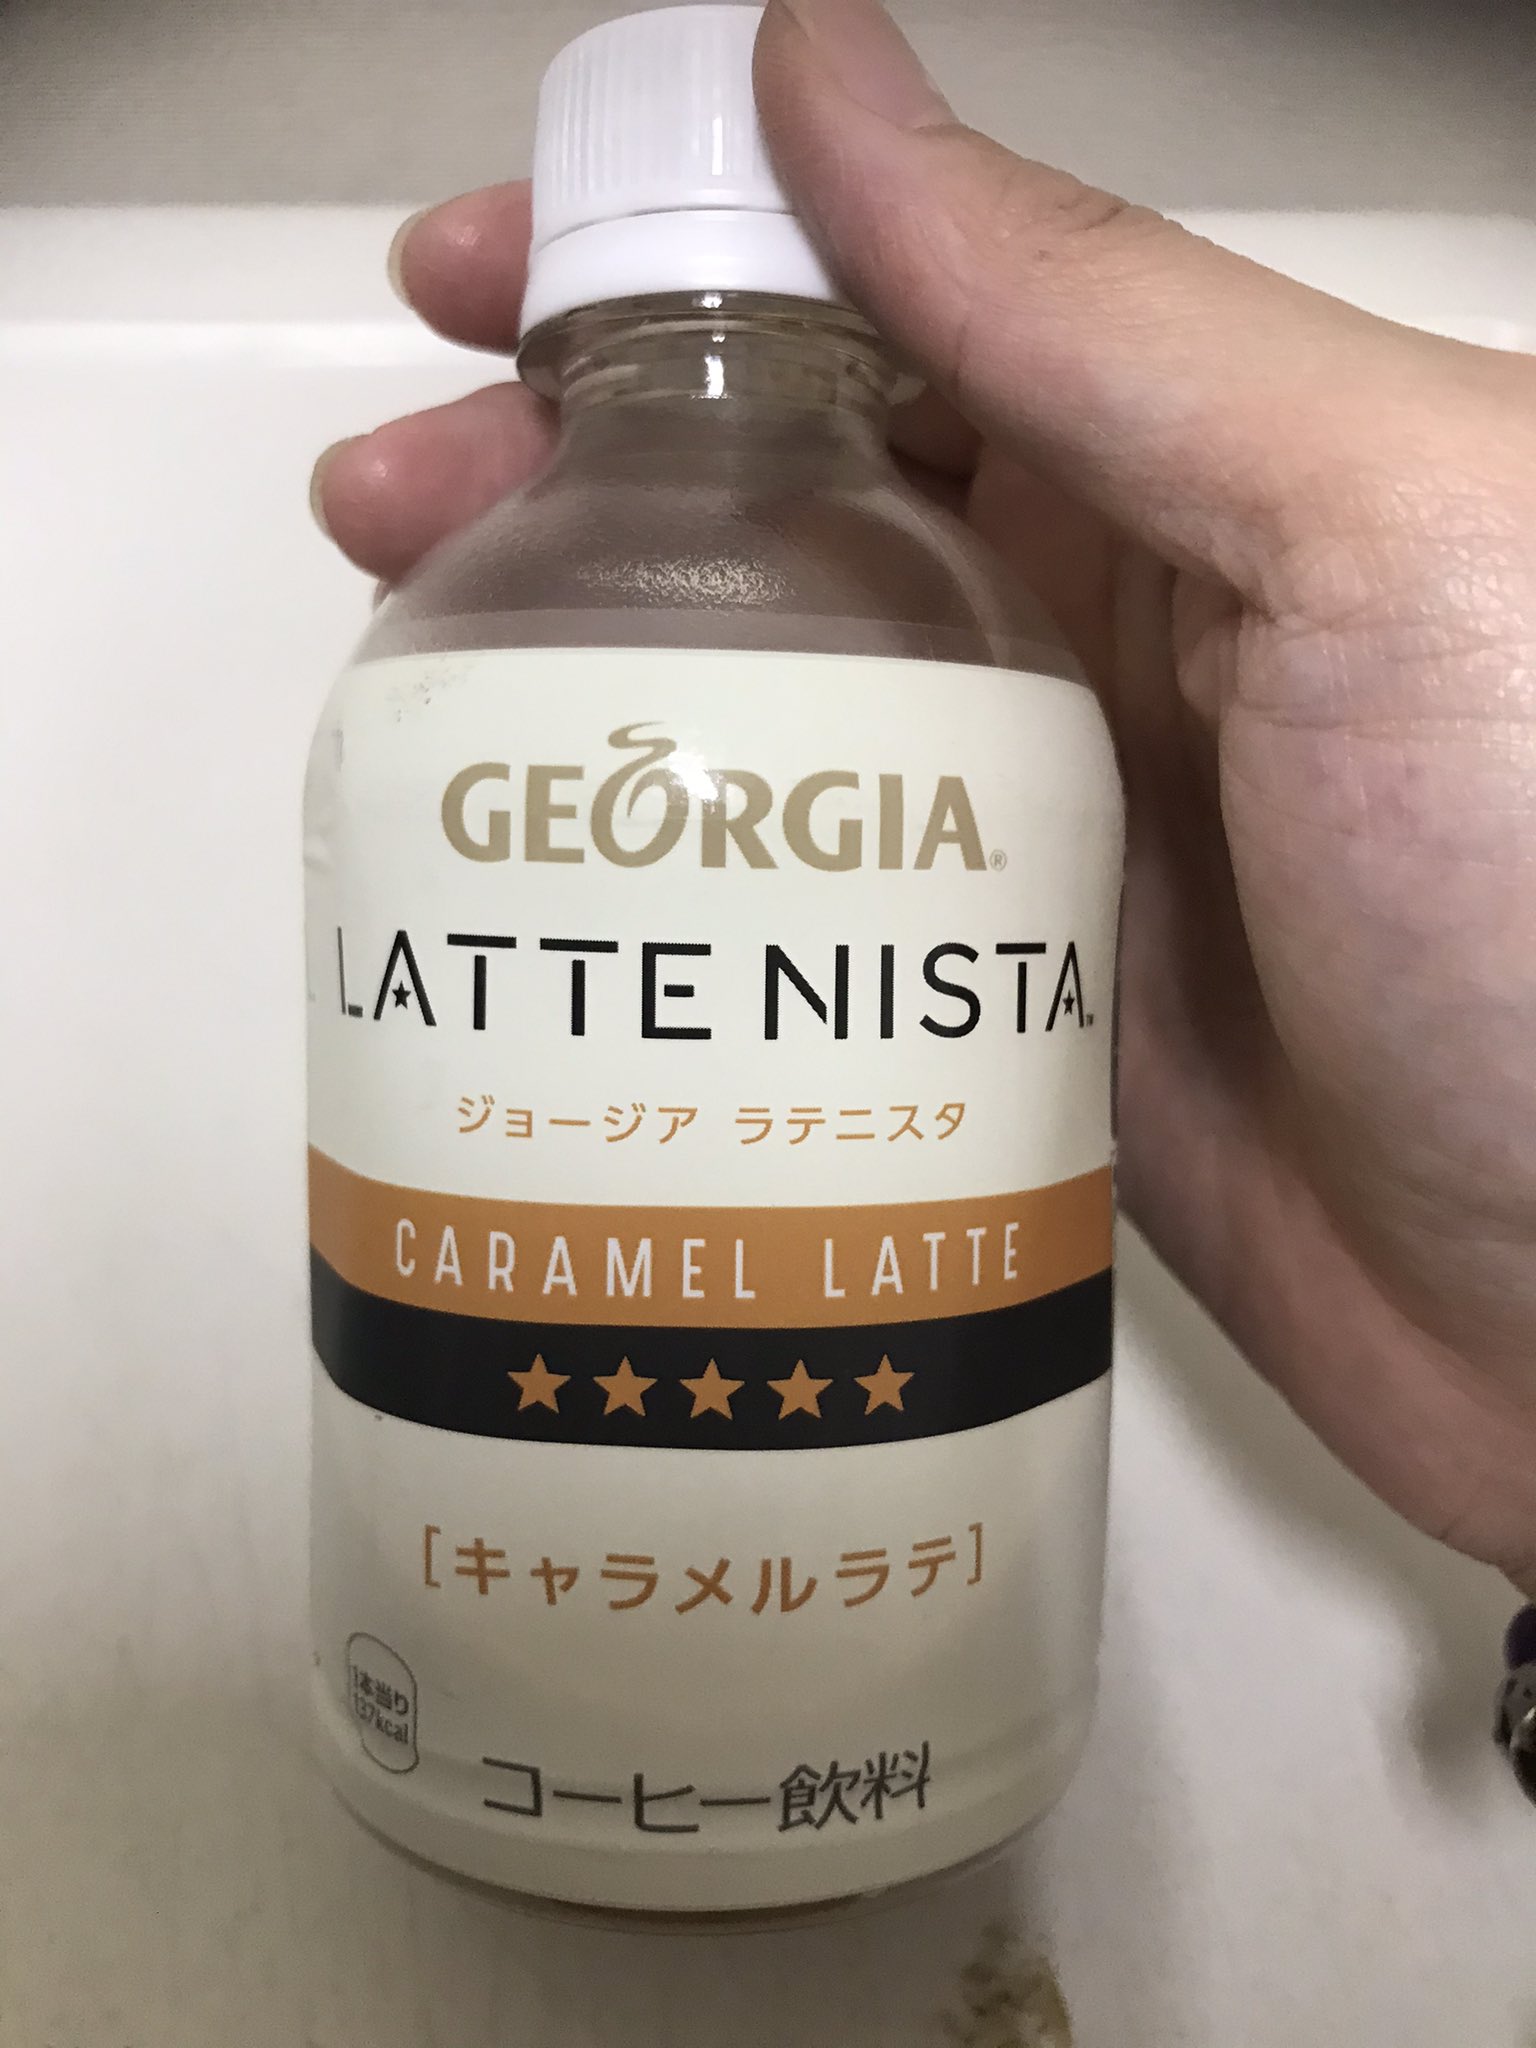 GEORGIA®
LATTE NISTA™
ジョージア ラテニスタ
CARAMEL LATTE
[キャラメルラテ]
1本当り
137kcal
コーヒー飲料